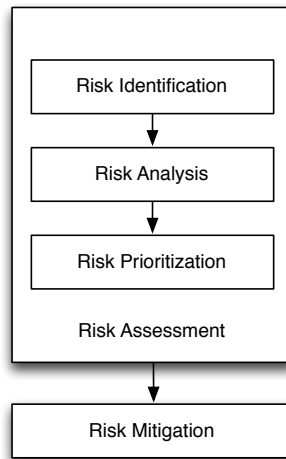 Risk Identification
Risk Analysis
Risk Prioritization
Risk Assessment
Risk Mitigation